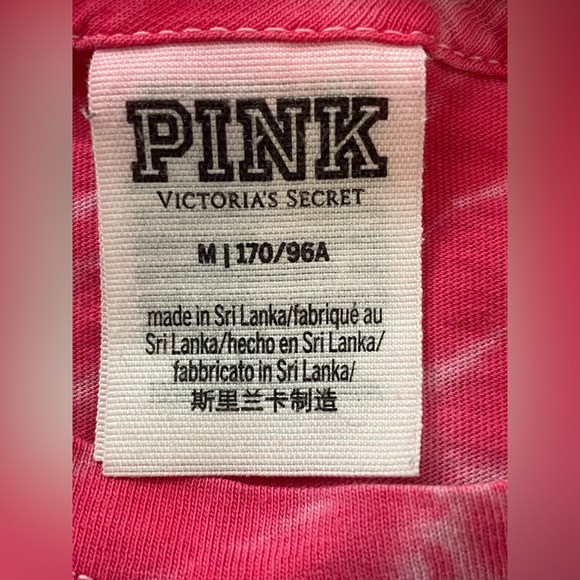 PINK
VICTORIA'S SECRET
M | 170/96A
made in Sri Lanka/fabriqué au
Sri Lanka/hecho en Sri Lanka/
fabbricato in Sri Lanka/
斯里兰卡制造